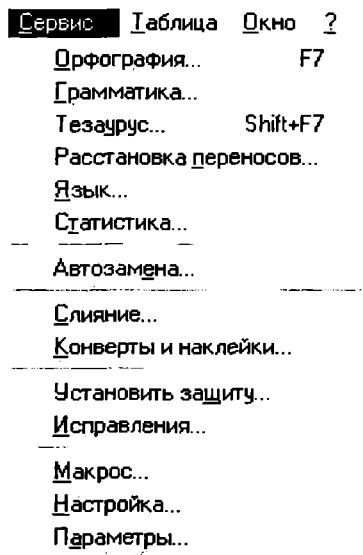 Сервис Таблица Окно ?
Орфография... F7
Грамматика...
Тезаурус... Shift+F7
Расстановка переносов...
Язык...
Статистика...
Автозамена...
Слияние...
Конверты и наклейки...
Установить защиту...
Исправления...
Макрос...
Настройка...
Параметры...